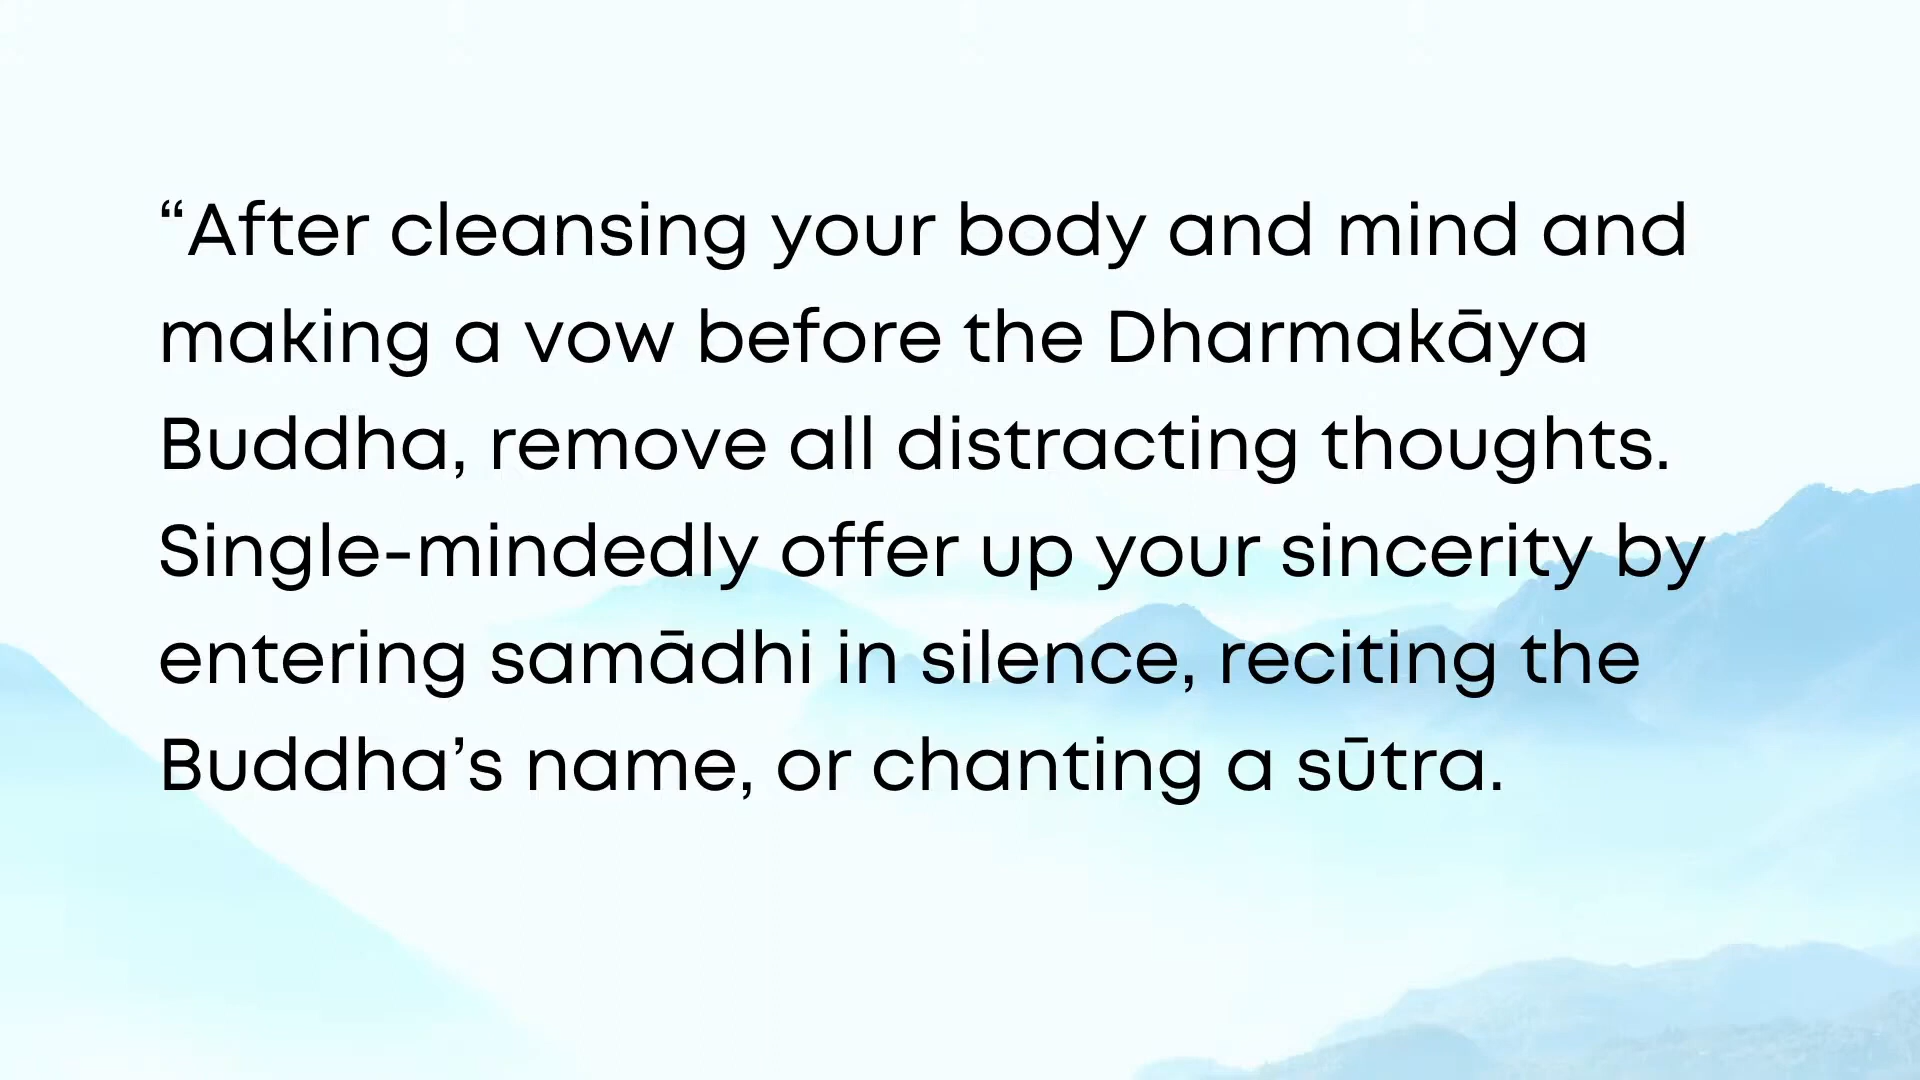 “After cleansing your body and mind and
making a vow before the Dharmakāya
Buddha, remove all distracting thoughts.
Single-mindedly offer up your sincerity by
entering samādhi in silence, reciting the
Buddha’s name, or chanting a sūtra.